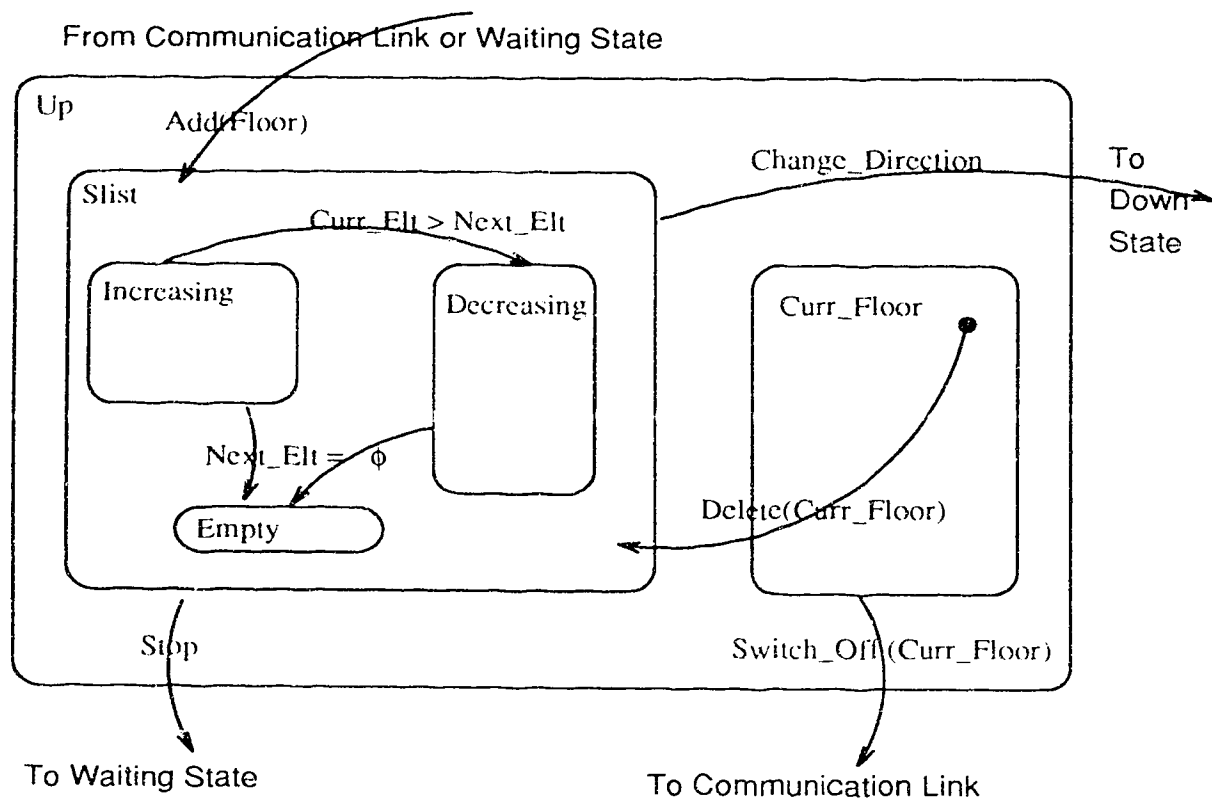 From Communication Link or Waiting State
Up
Add(Floor)
Slist
Curr_Elt > Next_Elt
Increasing
Decreasing
Next_Elt = ϕ
Empty
Change_Direction
To
Down
State
Curr_Floor
Delete(Curr_Floor)
Stop
Switch_Off (Curr_Floor)
To Waiting State
To Communication Link